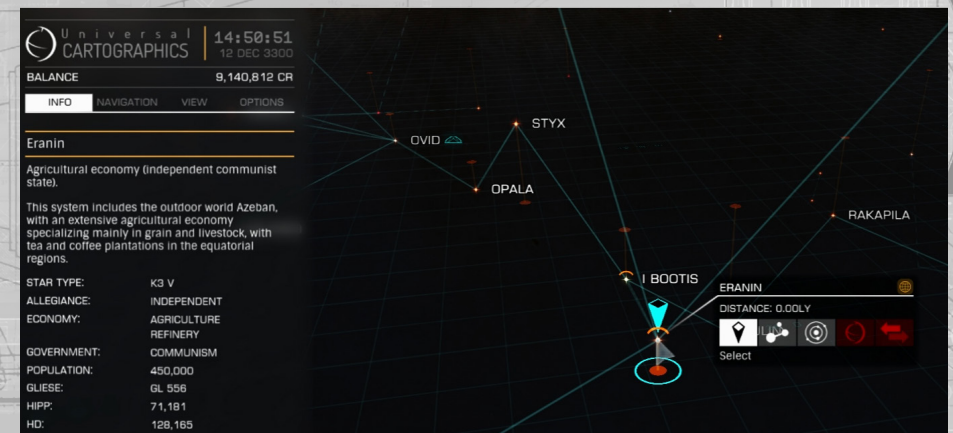 Universal
CARTOGRAPHICS
14:50:51
12 DEC 3300
BALANCE 9,140,812 CR
INFO NAVIGATION VIEW OPTIONS
Eranin
Agricultural economy (independent communist
state).
This system includes the outdoor world Azeban,
with an extensive agricultural economy
specializing mainly in grain and livestock, with
tea and coffee plantations in the equatorial
regions.
STAR TYPE: K3 V
ALLEGIANCE: INDEPENDENT
ECONOMY: AGRICULTURE
REFINERY
GOVERNMENT: COMMUNISM
POPULATION: 450,000
GLIESE: GL 556
HIPP: 71,181
HD: 128,165
STYX
OVID
OPALA
RAKAPILA
I BOOTIS
ERANIN
DISTANCE: 0.00LY
Select